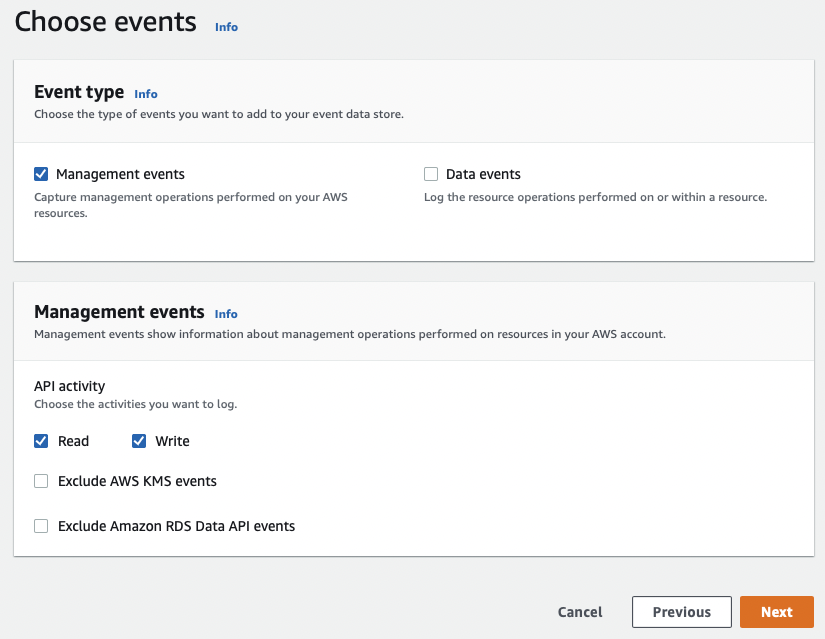 Choose events Info
Event type Info
Choose the type of events you want to add to your event data store.
Management events
Capture management operations performed on your AWS
resources.
Data events
Log the resource operations performed on or within a resource.
Management events Info
Management events show information about management operations performed on resources in your AWS account.
API activity
Choose the activities you want to log.
Read Write
Exclude AWS KMS events
Exclude Amazon RDS Data API events
Cancel Previous Next